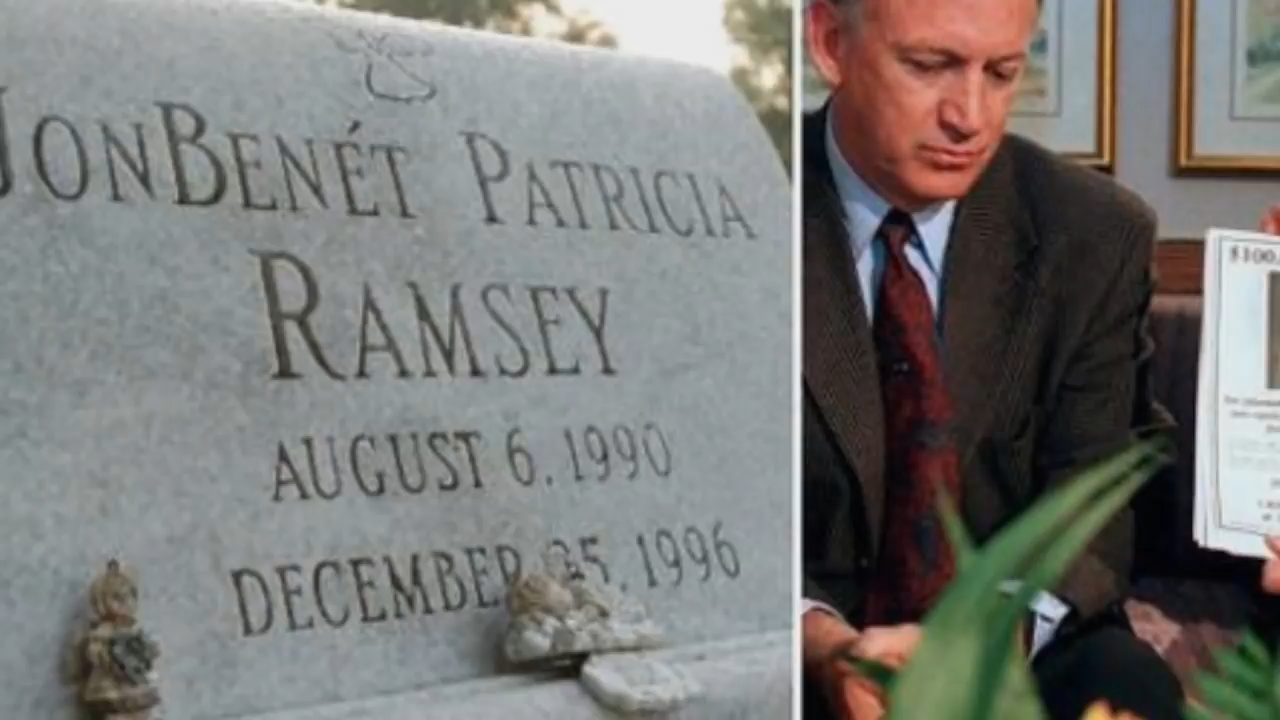 JONBENÉT PATRICIA
RAMSEY
AUGUST 6, 1990
DECEMBER 25, 1996
$100,